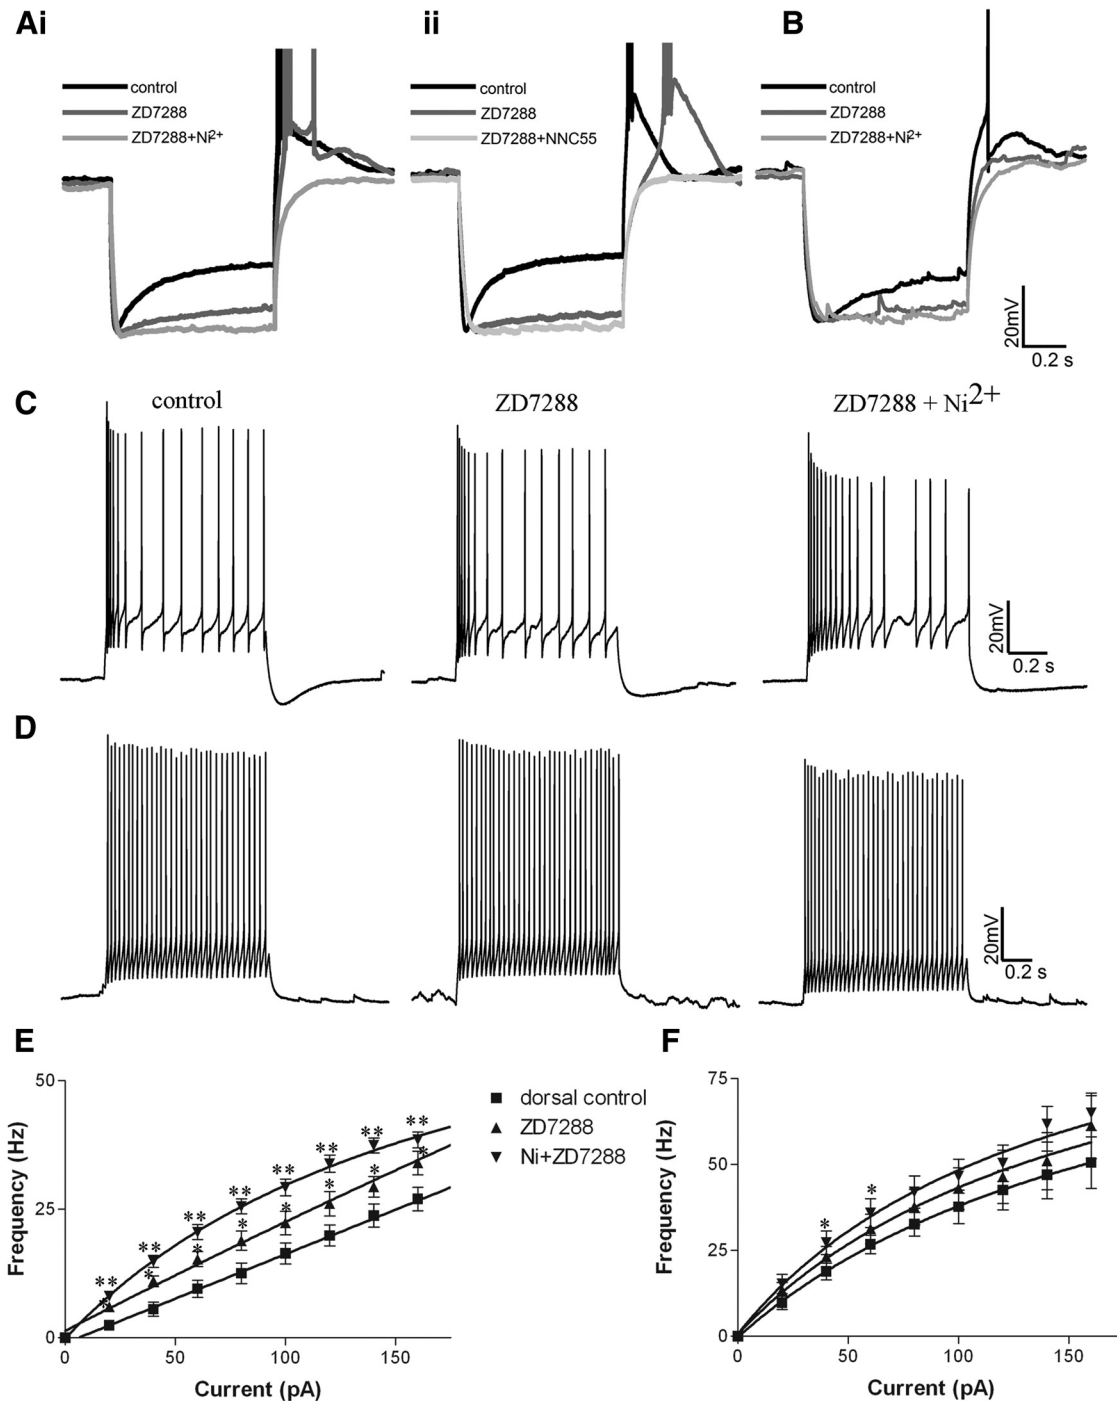 Ai
control
ZD7288
ZD7288+Ni2+
ii
control
ZD7288
ZD7288+NNC55
B
control
ZD7288
ZD7288+Ni2+
20mV
0.2 s
C
control
ZD7288
ZD7288 + Ni2+
20mV
0.2 s
D
20mV
0.2 s
E
Frequency (Hz)
50
25
0
** ** ** ** ** ** ** **
* * * * * * * *
0 50 100 150
Current (pA)
dorsal control
ZD7288
Ni+ZD7288
F
Frequency (Hz)
75
50
25
0
* *
0 50 100 150
Current (pA)